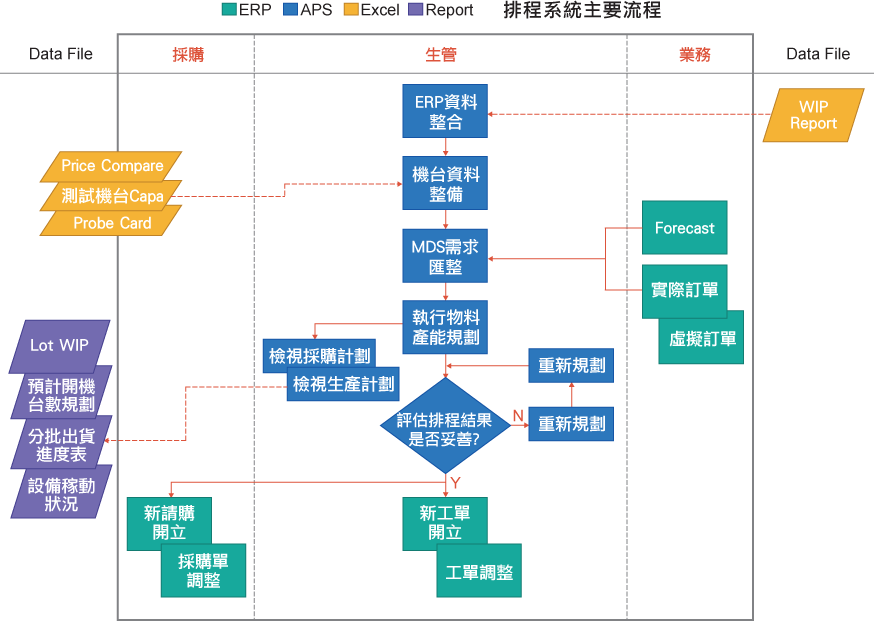 ERP APS Excel Report 排程系統主要流程
Data File 採購 生管 業務 Data File
ERP資料
整合
WIP
Report
Price Compare
測試機台Capa
Probe Card
機台資料
整備
MDS需求
匯整
Forecast
實際訂單
虛擬訂單
執行物料
產能規劃
檢視採購計劃
檢視生產計劃
重新規劃
重新規劃
評估排程結果
是否妥善?
N
Y
Lot WIP
預計開機
台數規劃
分批出貨
進度表
設備稼動
狀況
新請購
開立
採購單
調整
新工單
開立
工單調整